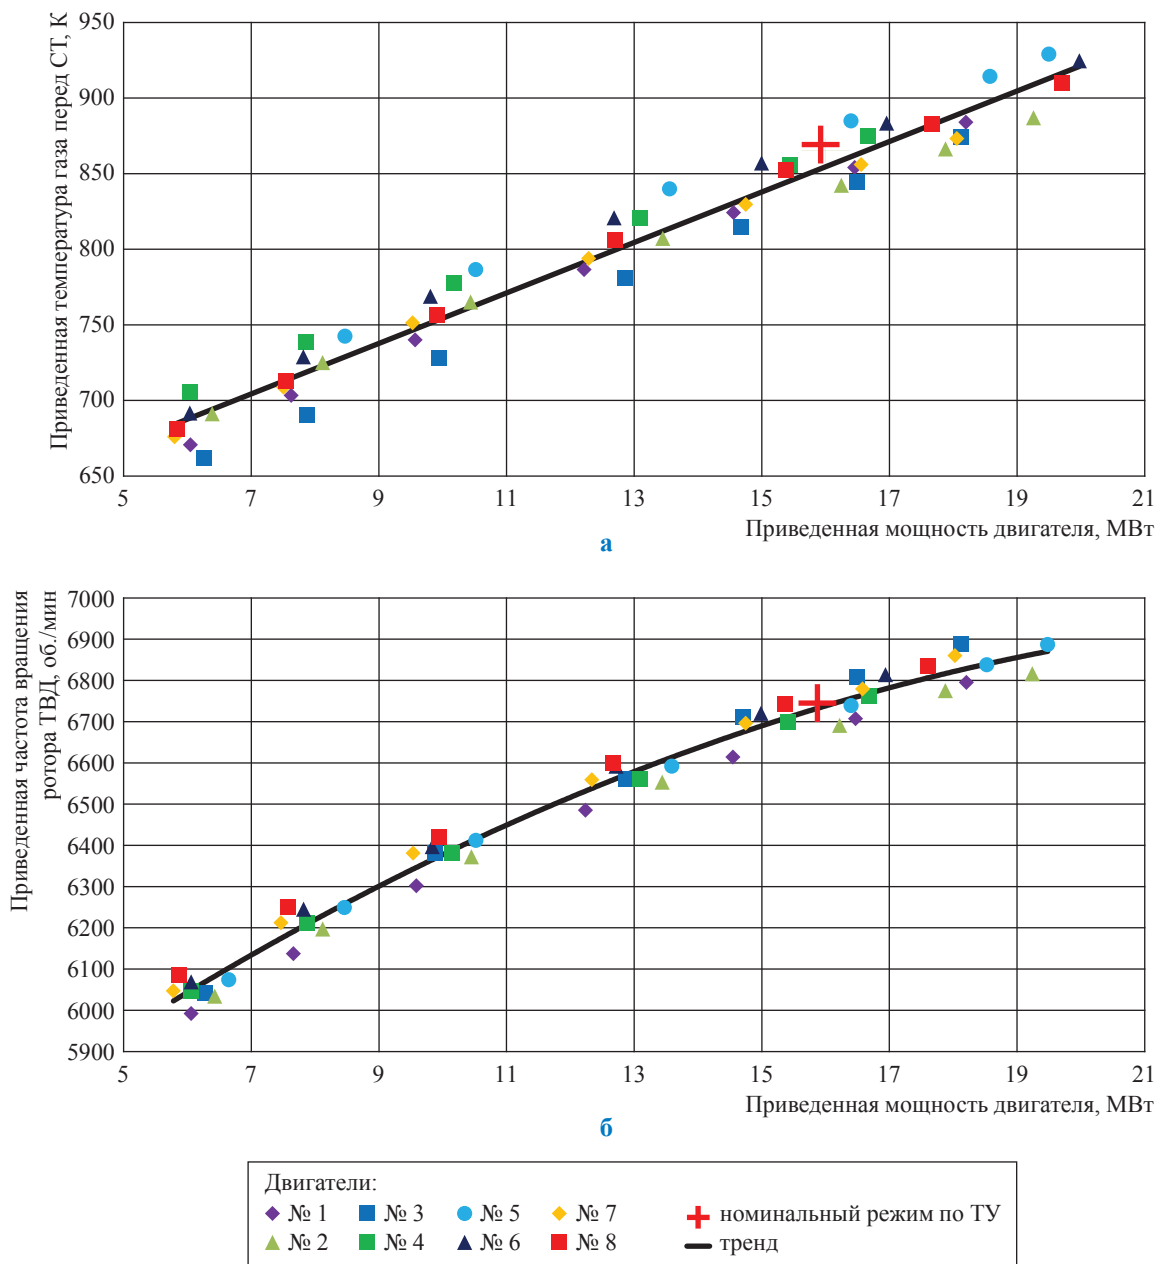 Приведенная температура газа перед СТ, К
950
900
850
800
750
700
650
5 7 9 11 13 15 17 19 21
Приведенная мощность двигателя, МВт
а
Приведенная частота вращения
ротора ТВД, об./мин
7000
6900
6800
6700
6600
6500
6400
6300
6200
6100
6000
5900
5 7 9 11 13 15 17 19 21
Приведенная мощность двигателя, МВт
б
Двигатели:
№ 1 № 3 № 5 № 7 номинальный режим по ТУ
№ 2 № 4 № 6 № 8 тренд